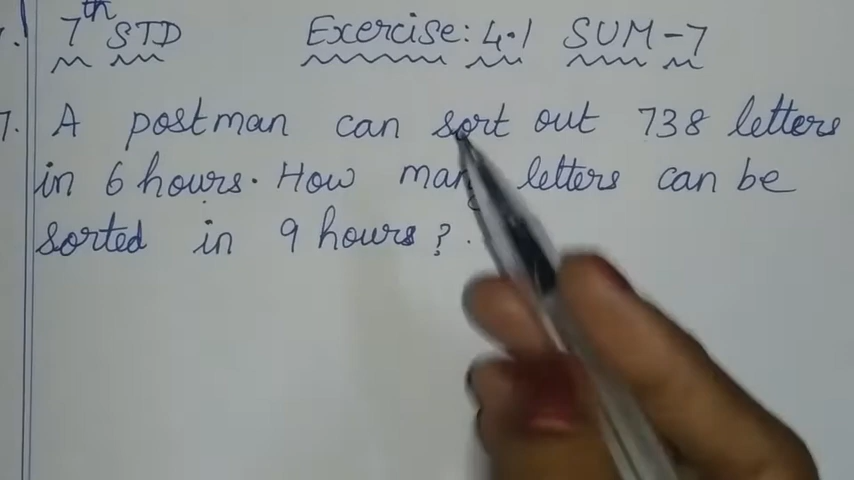 7th STD Exercise: 4.1 SUM-7
7. A postman can sort out 738 letters
in 6 hours. How many letters can be
sorted in 9 hours?.